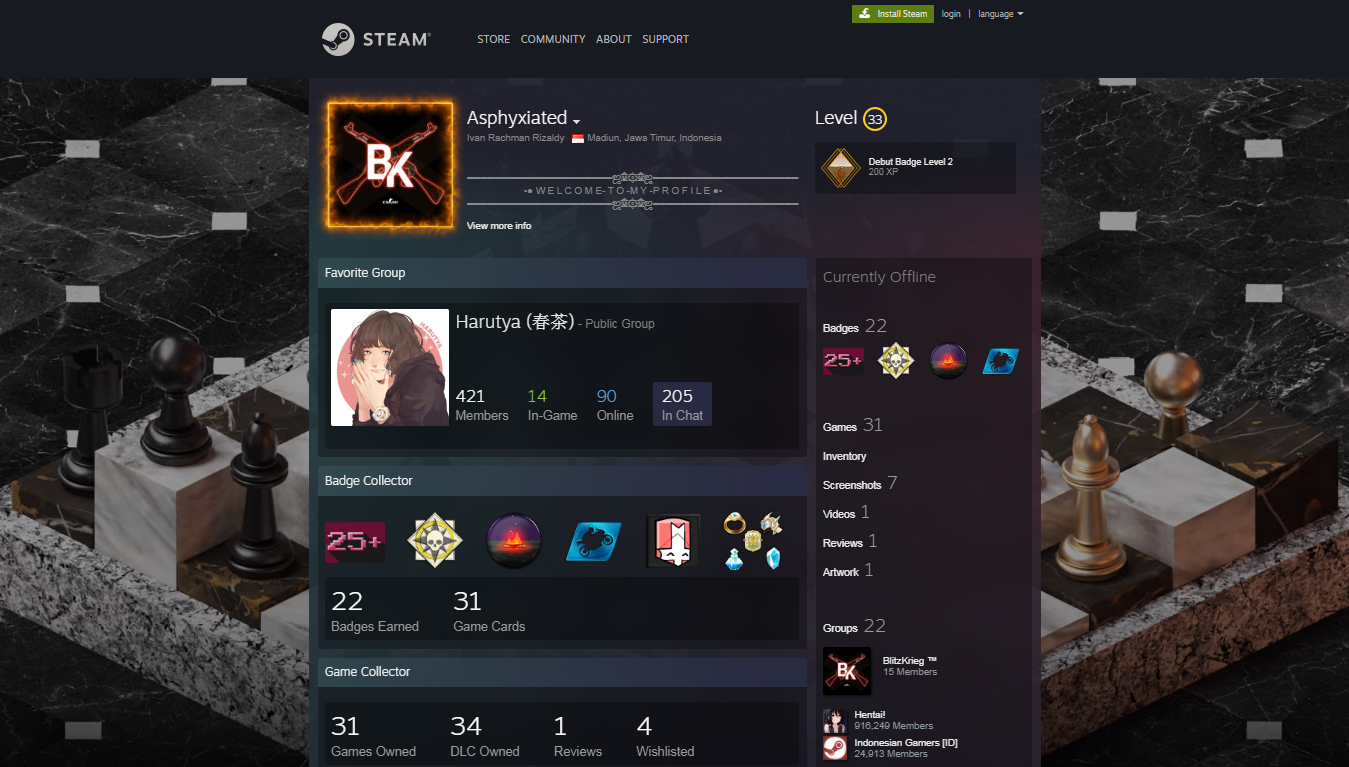 Install Steam
login | language
STEAM®
STORE COMMUNITY ABOUT SUPPORT
BK
Asphyxiated
Ivan Rachman Rizaldy Madiun, Jawa Timur, Indonesia
WELCOME-TO-MY-PROFILE
View more info
Level 33
Debut Badge Level 2
200 XP
Favorite Group
HARUTYA
Harutya (春茶) - Public Group
421 Members
14 In-Game
90 Online
205 In Chat
Badge Collector
25+
22 Badges Earned
31 Game Cards
Game Collector
31 Games Owned
34 DLC Owned
1 Reviews
4 Wishlisted
Currently Offline
Badges 22
25+
Games 31
Inventory
Screenshots 7
Videos 1
Reviews 1
Artwork 1
Groups 22
BK
BlitzKrieg ™
15 Members
Hentai!
916,249 Members
Indonesian Gamers [ID]
24,913 Members